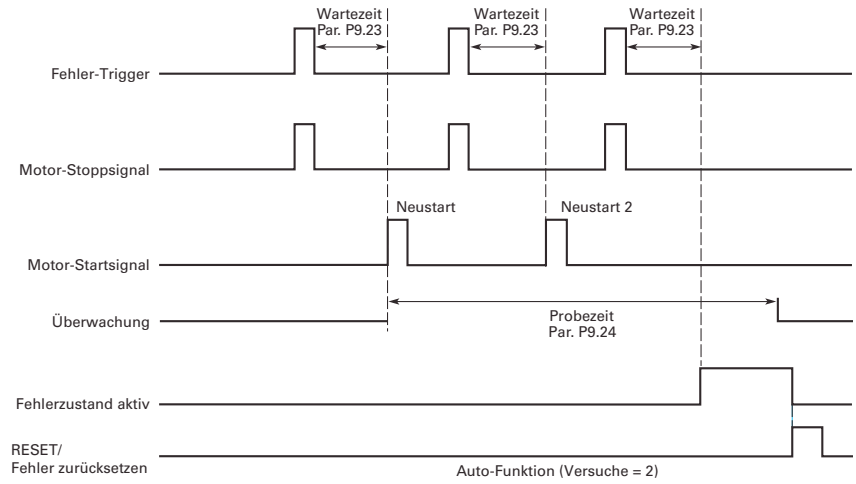 Wartezeit
Par. P9.23
Wartezeit
Par. P9.23
Wartezeit
Par. P9.23
Fehler-Trigger
Motor-Stoppsignal
Neustart
Neustart 2
Motor-Startsignal
Überwachung
Probezeit
Par. P9.24
Fehlerzustand aktiv
RESET/
Fehler zurücksetzen
Auto-Funktion (Versuche = 2)